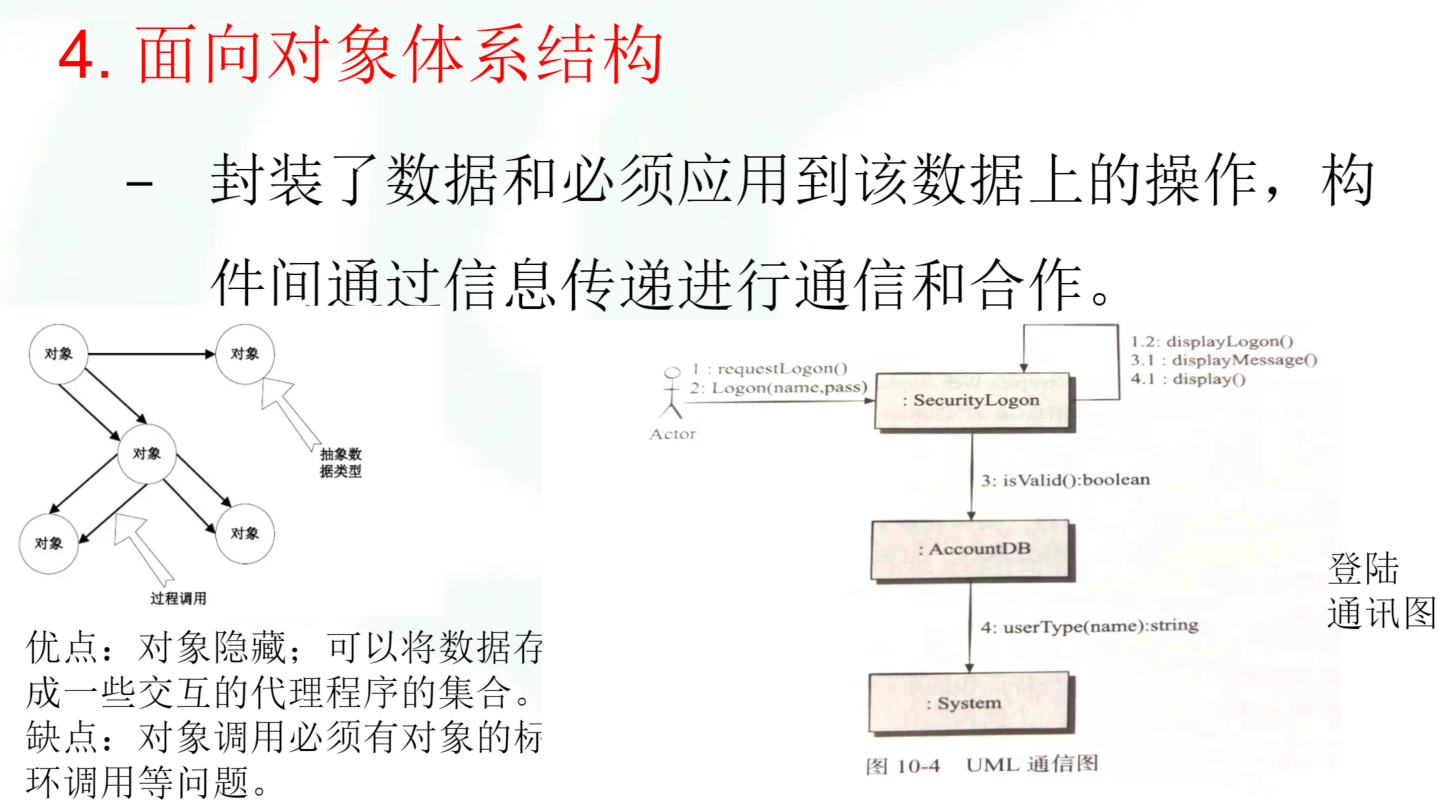 4. 面向对象体系结构
– 封装了数据和必须应用到该数据上的操作，构
件间通过信息传递进行通信和合作。
对象
对象
对象
抽象数
据类型
对象
对象
过程调用
1 : requestLogon()
2: Logon(name,pass)
Actor
: SecurityLogon
1.2: displayLogon()
3.1 : displayMessage()
4.1 : display()
3: isValid():boolean
: AccountDB
4: userType(name):string
: System
图 10-4 UML 通信图
登陆
通讯图
优点：对象隐藏；可以将数据存
成一些交互的代理程序的集合。
缺点：对象调用必须有对象的标
环调用等问题。